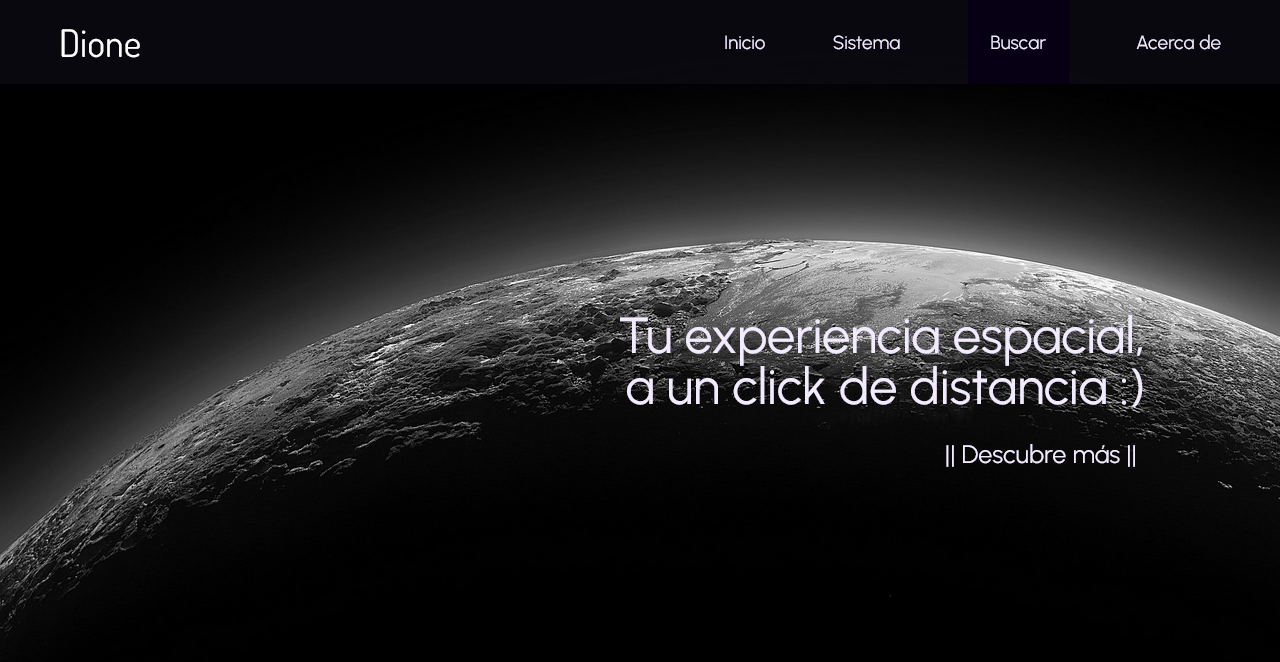 Dione
Inicio
Sistema
Buscar
Acerca de
Tu experiencia espacial,
a un click de distancia :)
|| Descubre más ||